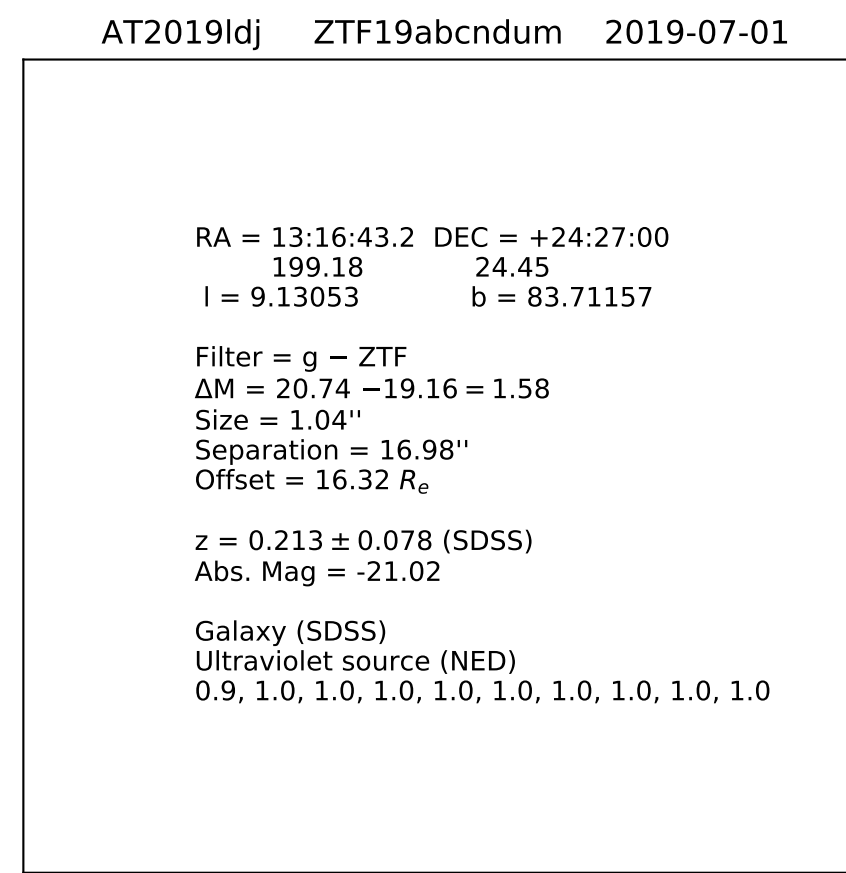 AT2019ldj ZTF19abcndum 2019-07-01
RA = 13:16:43.2 DEC = +24:27:00
199.18 24.45
l = 9.13053 b = 83.71157
Filter = g − ZTF
ΔM = 20.74 −19.16 = 1.58
Size = 1.04''
Separation = 16.98''
Offset = 16.32 Rₑ
z = 0.213 ± 0.078 (SDSS)
Abs. Mag = -21.02
Galaxy (SDSS)
Ultraviolet source (NED)
0.9, 1.0, 1.0, 1.0, 1.0, 1.0, 1.0, 1.0, 1.0, 1.0